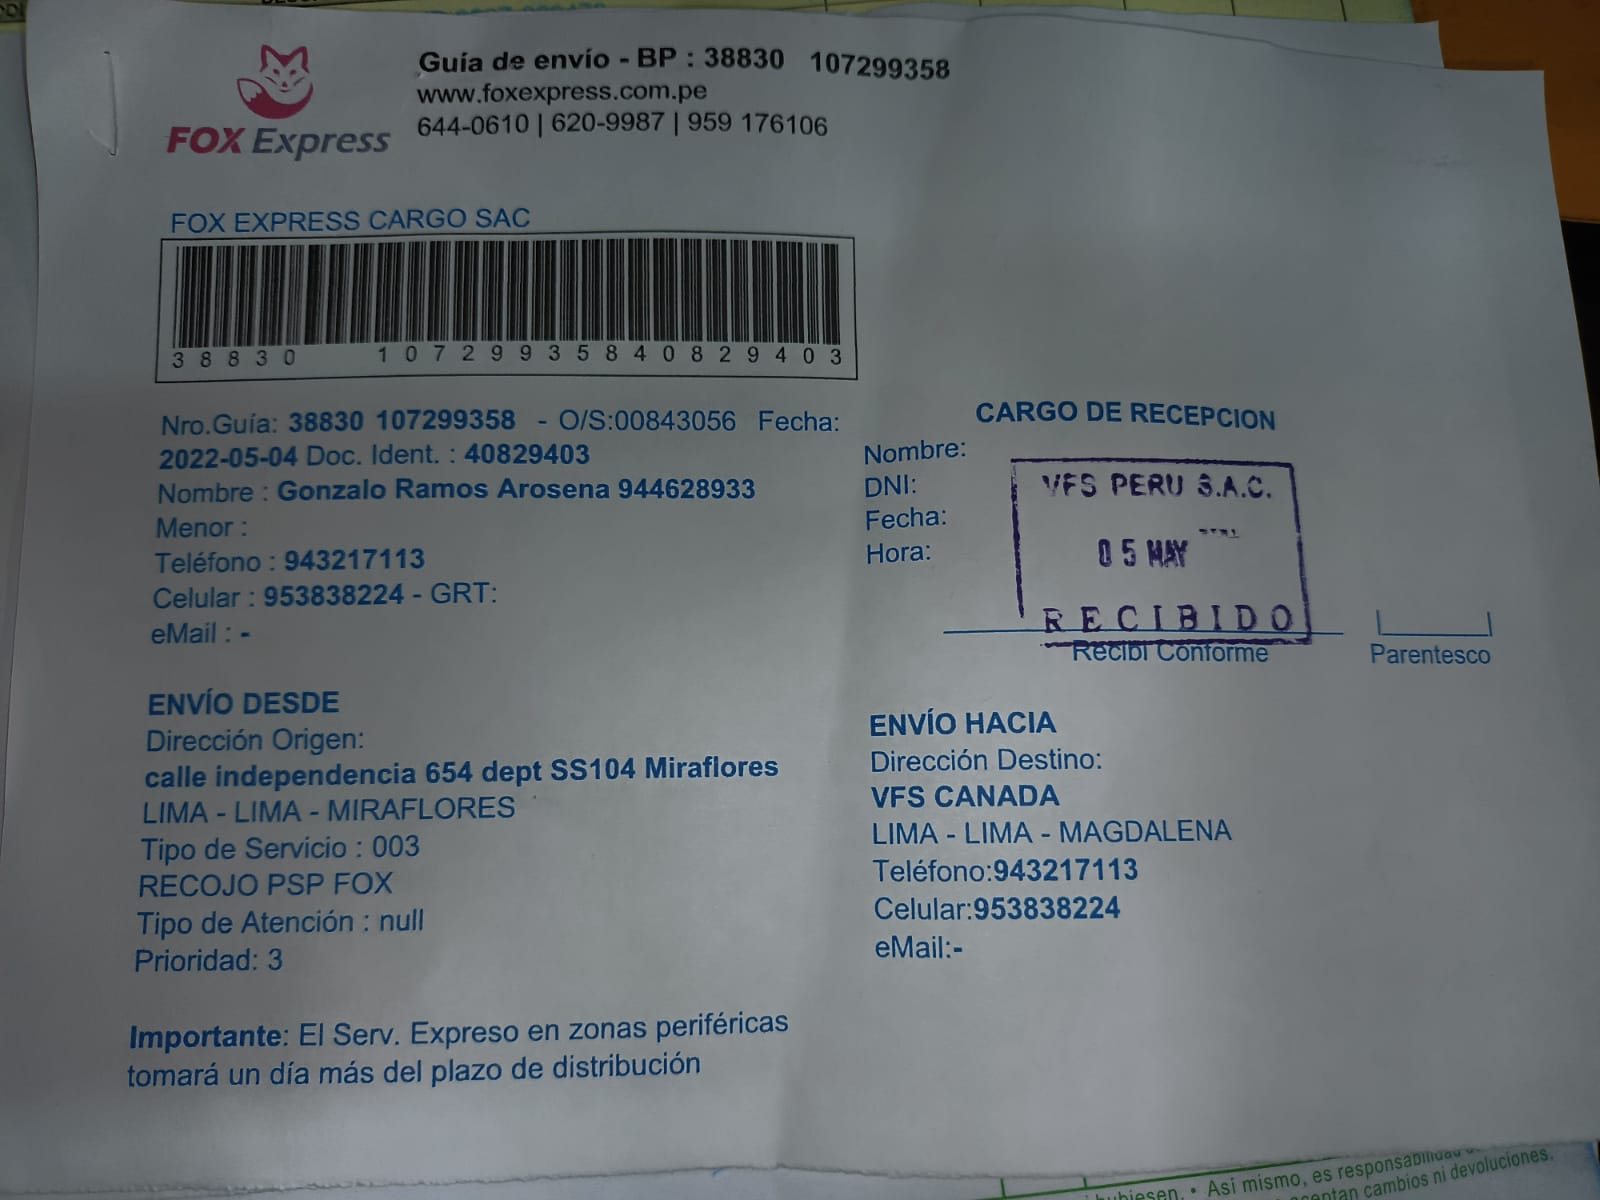 Guía de envío - BP : 38830 107299358
www.foxexpress.com.pe
644-0610 | 620-9987 | 959 176106
FOX Express
FOX EXPRESS CARGO SAC
38830 10729935840829403
Nro.Guía: 38830 107299358 - O/S:00843056 Fecha:
2022-05-04 Doc. Ident. : 40829403
Nombre : Gonzalo Ramos Arosena 944628933
Menor :
Teléfono : 943217113
Celular : 953838224 - GRT:
eMail : -
CARGO DE RECEPCION
Nombre:
DNI:
Fecha:
Hora:
VFS PERU S.A.C.
05 MAY
RECIBIDO
Recibi Conforme
Parentesco
ENVÍO DESDE
Dirección Origen:
calle independencia 654 dept SS104 Miraflores
LIMA - LIMA - MIRAFLORES
Tipo de Servicio : 003
RECOJO PSP FOX
Tipo de Atención : null
Prioridad: 3
ENVÍO HACIA
Dirección Destino:
VFS CANADA
LIMA - LIMA - MAGDALENA
Teléfono:943217113
Celular:953838224
eMail:-
Importante: El Serv. Expreso en zonas periféricas
tomará un día más del plazo de distribución
• Asi mismo, es
cambios ni devoluciones.